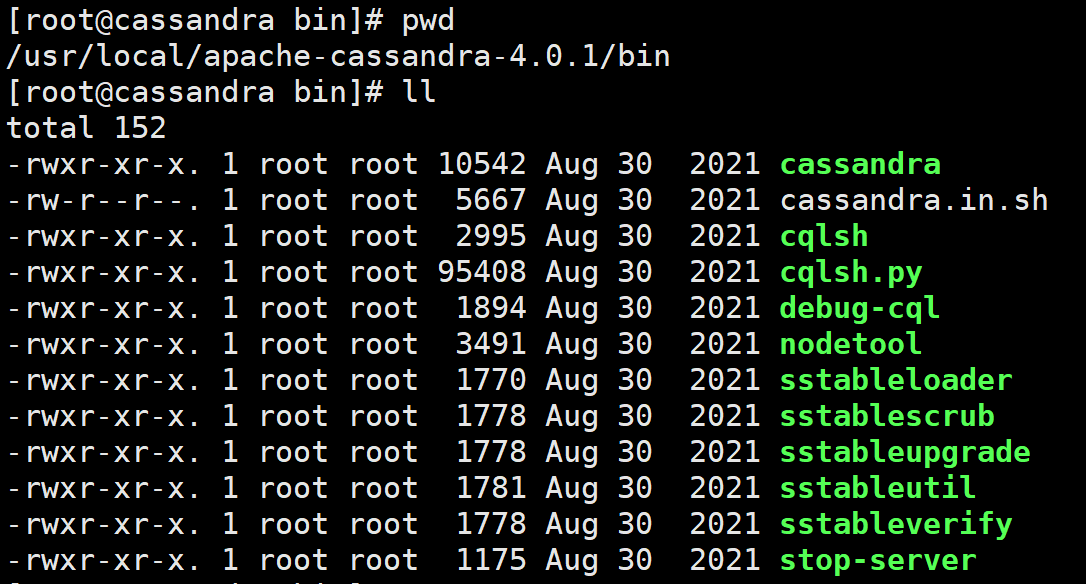 [root@cassandra bin]# pwd
/usr/local/apache-cassandra-4.0.1/bin
[root@cassandra bin]# ll
total 152
-rwxr-xr-x. 1 root root 10542 Aug 30  2021 cassandra
-rw-r--r--. 1 root root  5667 Aug 30  2021 cassandra.in.sh
-rwxr-xr-x. 1 root root  2995 Aug 30  2021 cqlsh
-rwxr-xr-x. 1 root root 95408 Aug 30  2021 cqlsh.py
-rwxr-xr-x. 1 root root  1894 Aug 30  2021 debug-cql
-rwxr-xr-x. 1 root root  3491 Aug 30  2021 nodetool
-rwxr-xr-x. 1 root root  1770 Aug 30  2021 sstableloader
-rwxr-xr-x. 1 root root  1778 Aug 30  2021 sstablescrub
-rwxr-xr-x. 1 root root  1778 Aug 30  2021 sstableupgrade
-rwxr-xr-x. 1 root root  1781 Aug 30  2021 sstableutil
-rwxr-xr-x. 1 root root  1778 Aug 30  2021 sstableverify
-rwxr-xr-x. 1 root root  1175 Aug 30  2021 stop-server